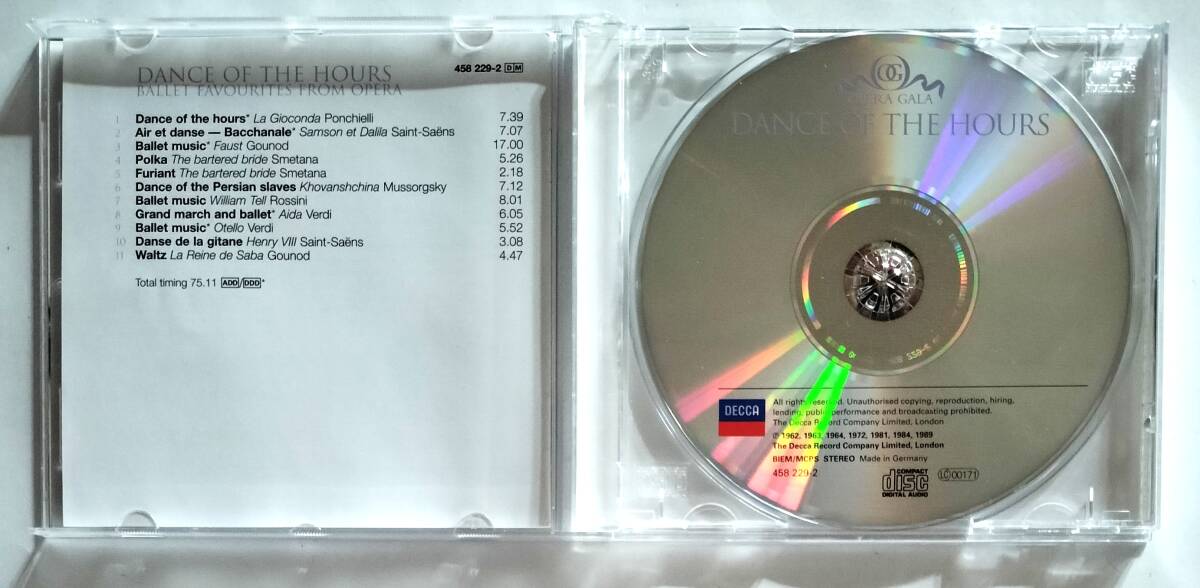 DANCE OF THE HOURS
BALLET FAVOURITES FROM OPERA
458 229-2 DM
1 Dance of the hours* La Gioconda Ponchielli 7.39
2 Air et danse — Bacchanale* Samson et Dalila Saint-Saëns 7.07
3 Ballet music* Faust Gounod 17.00
4 Polka The bartered bride Smetana 5.26
5 Furiant The bartered bride Smetana 2.18
6 Dance of the Persian slaves Khovanshchina Mussorgsky 7.12
7 Ballet music William Tell Rossini 8.01
8 Grand march and ballet* Aida Verdi 6.05
9 Ballet music* Otello Verdi 5.52
10 Danse de la gitane Henry VIII Saint-Saëns 3.08
11 Waltz La Reine de Saba Gounod 4.47
Total timing 75.11 ADD/DDD*
OG
OPERA GALA
DANCE OF THE HOURS
DECCA
All rights reserved. Unauthorised copying, reproduction, hiring,
lending, public performance and broadcasting prohibited.
The Decca Record Company Limited, London
℗ 1962, 1963, 1964, 1972, 1981, 1984, 1989
The Decca Record Company Limited, London
BIEM/MCPS STEREO Made in Germany
458 229-2
COMPACT
disc
DIGITAL AUDIO
LC 00171